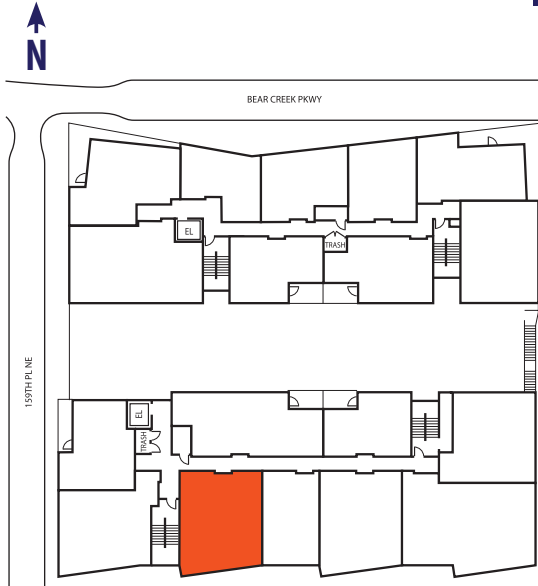 N
BEAR CREEK PKWY
EL
TRASH
159TH PL NE
EL
TRASH